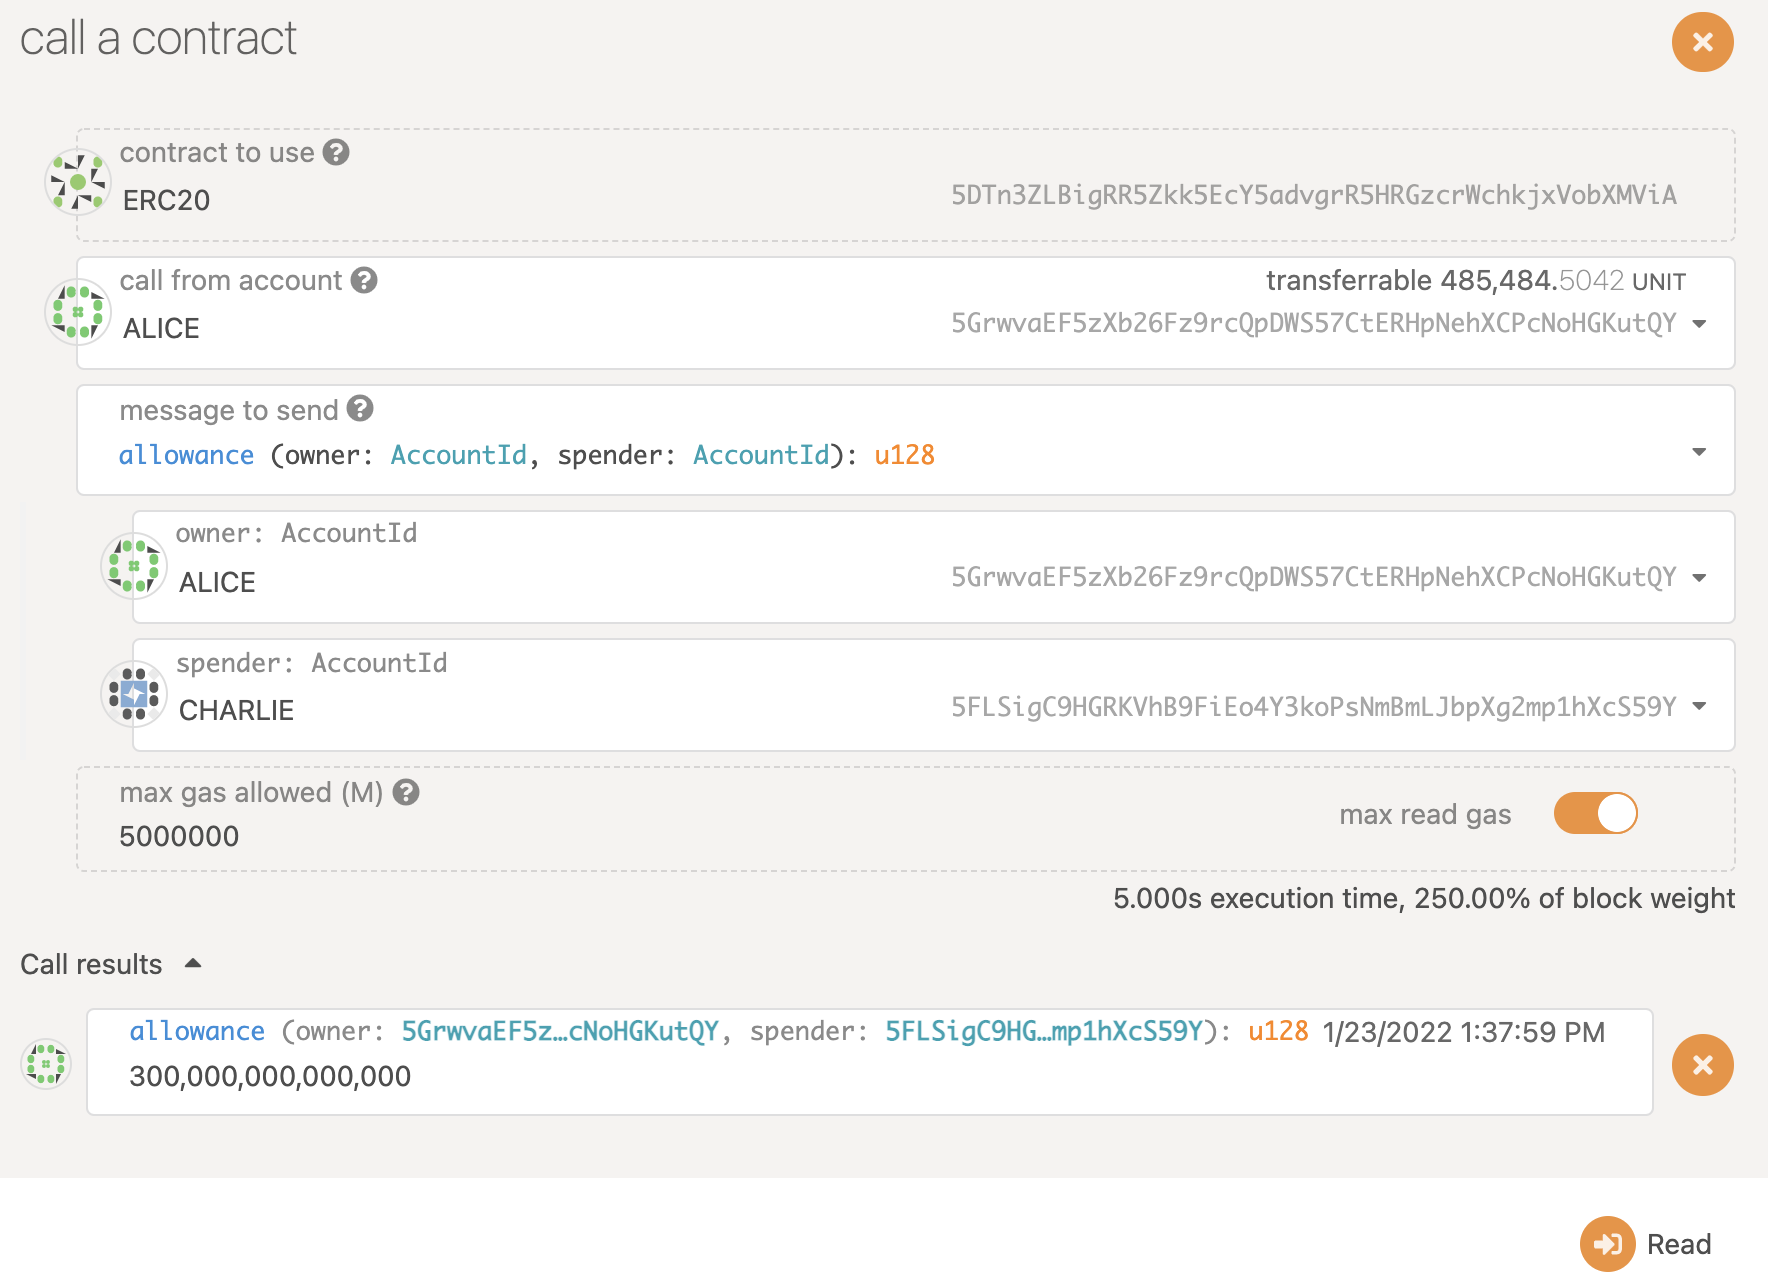 call a contract
contract to use
ERC20 5DTn3ZLBigRR5Zkk5EcY5advgrR5HRGzcrWchkjxVobXMViA
call from account transferrable 485,484.5042 UNIT
ALICE 5GrwvaEF5zXb26Fz9rcQpDWS57CtERHpNehXCPcNoHGKutQY
message to send
allowance (owner: AccountId, spender: AccountId): u128
owner: AccountId
ALICE 5GrwvaEF5zXb26Fz9rcQpDWS57CtERHpNehXCPcNoHGKutQY
spender: AccountId
CHARLIE 5FLSigC9HGRKVhB9FiEo4Y3koPsNmBmLJbpXg2mp1hXcS59Y
max gas allowed (M)
5000000 max read gas
5.000s execution time, 250.00% of block weight
Call results
allowance (owner: 5GrwvaEF5z…cNoHGKutQY, spender: 5FLSigC9HG…mp1hXcS59Y): u128 1/23/2022 1:37:59 PM
300,000,000,000,000
Read